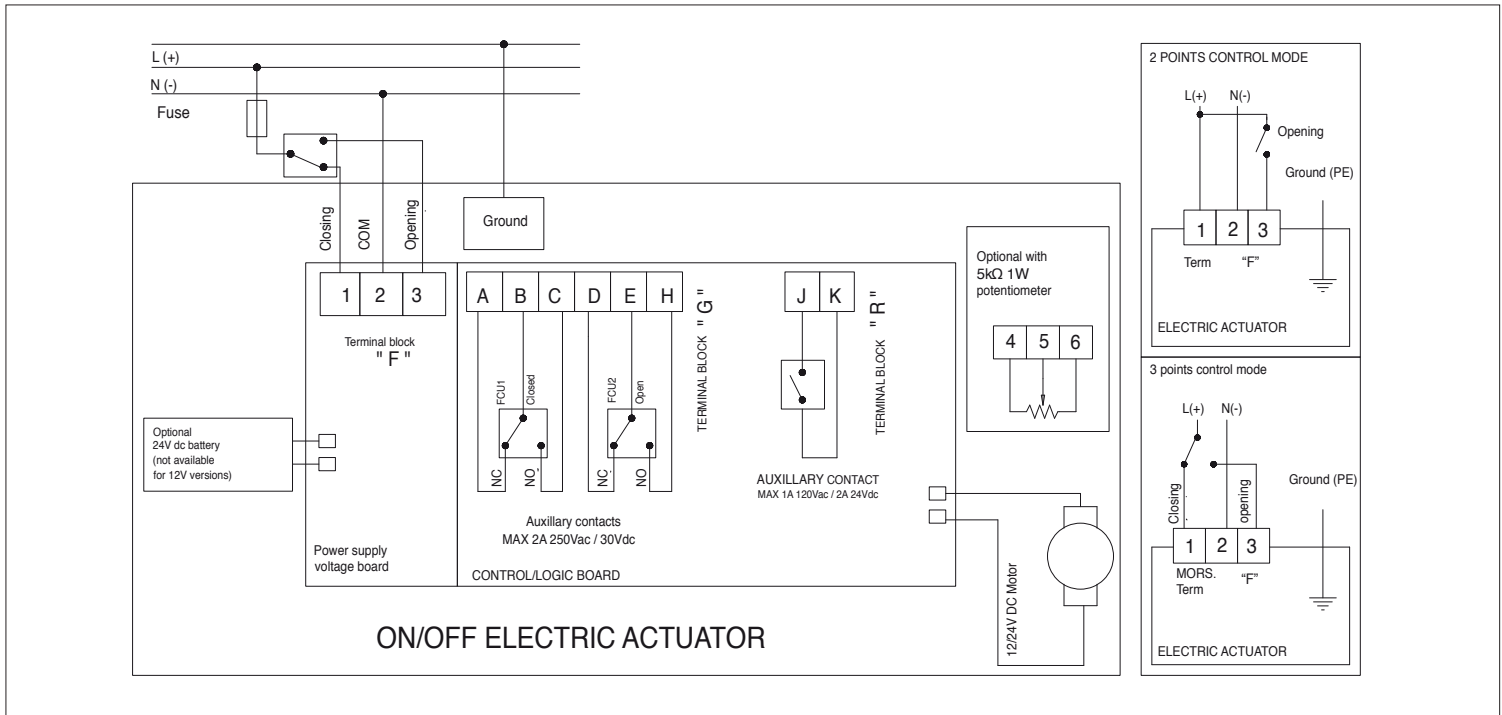 L (+)
N (-)
Fuse
Closing
COM
Opening
Ground
1 2 3
Terminal block
" F "
Optional
24V dc battery
(not available
for 12V versions)
Power supply
voltage board
A B C D E H
TERMINAL BLOCK " G "
FCU1
Closed
FCU2
Open
NC
NO
NC
NO
Auxillary contacts
MAX 2A 250Vac / 30Vdc
CONTROL/LOGIC BOARD
J K
TERMINAL BLOCK " R "
AUXILLARY CONTACT
MAX 1A 120Vac / 2A 24Vdc
Optional with
5kΩ 1W
potentiometer
4 5 6
12/24V DC Motor
ON/OFF ELECTRIC ACTUATOR
2 POINTS CONTROL MODE
L(+) N(-)
Opening
Ground (PE)
1 2 3
Term "F"
ELECTRIC ACTUATOR
3 points control mode
L(+) N(-)
Closing
opening
Ground (PE)
1 2 3
MORS.
Term "F"
ELECTRIC ACTUATOR